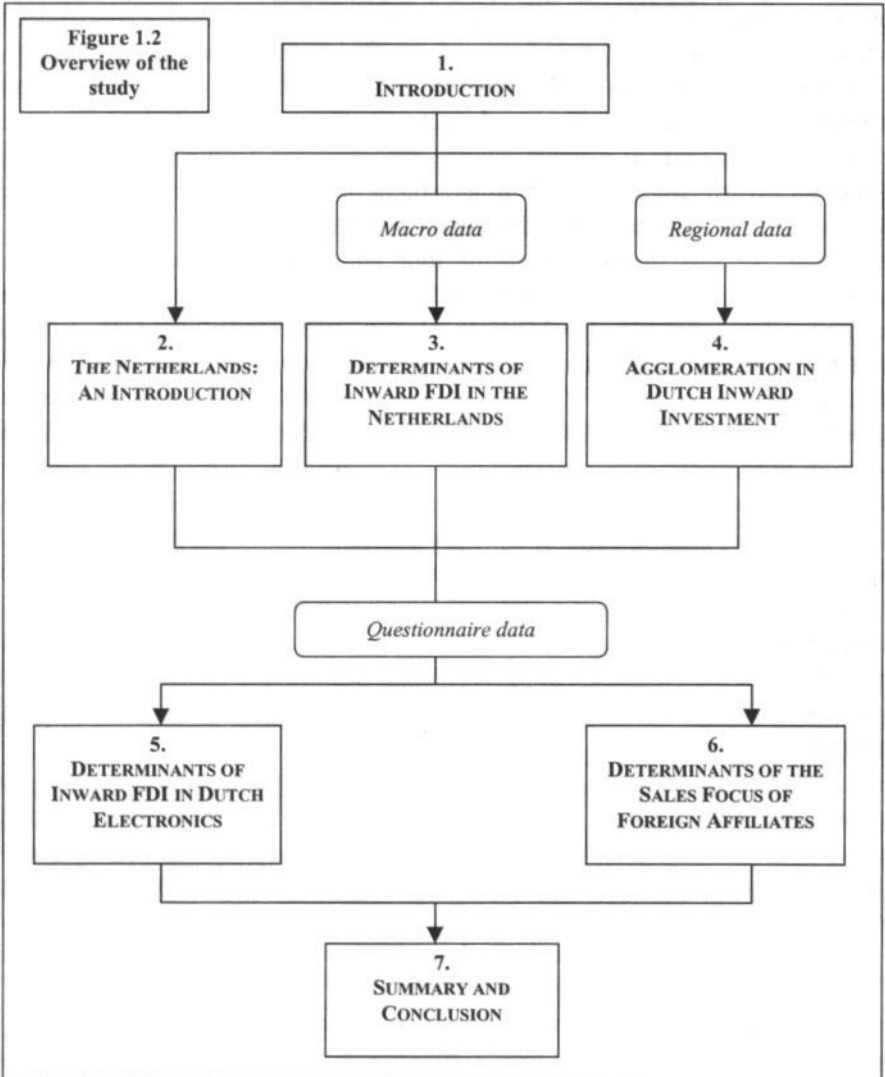 Figure 1.2
Overview of the
study
1.
INTRODUCTION
Macro data
Regional data
2.
THE NETHERLANDS:
AN INTRODUCTION
3.
DETERMINANTS OF
INWARD FDI IN THE
NETHERLANDS
4.
AGGLOMERATION IN
DUTCH INWARD
INVESTMENT
Questionnaire data
5.
DETERMINANTS OF
INWARD FDI IN DUTCH
ELECTRONICS
6.
DETERMINANTS OF THE
SALES FOCUS OF
FOREIGN AFFILIATES
7.
SUMMARY AND
CONCLUSION